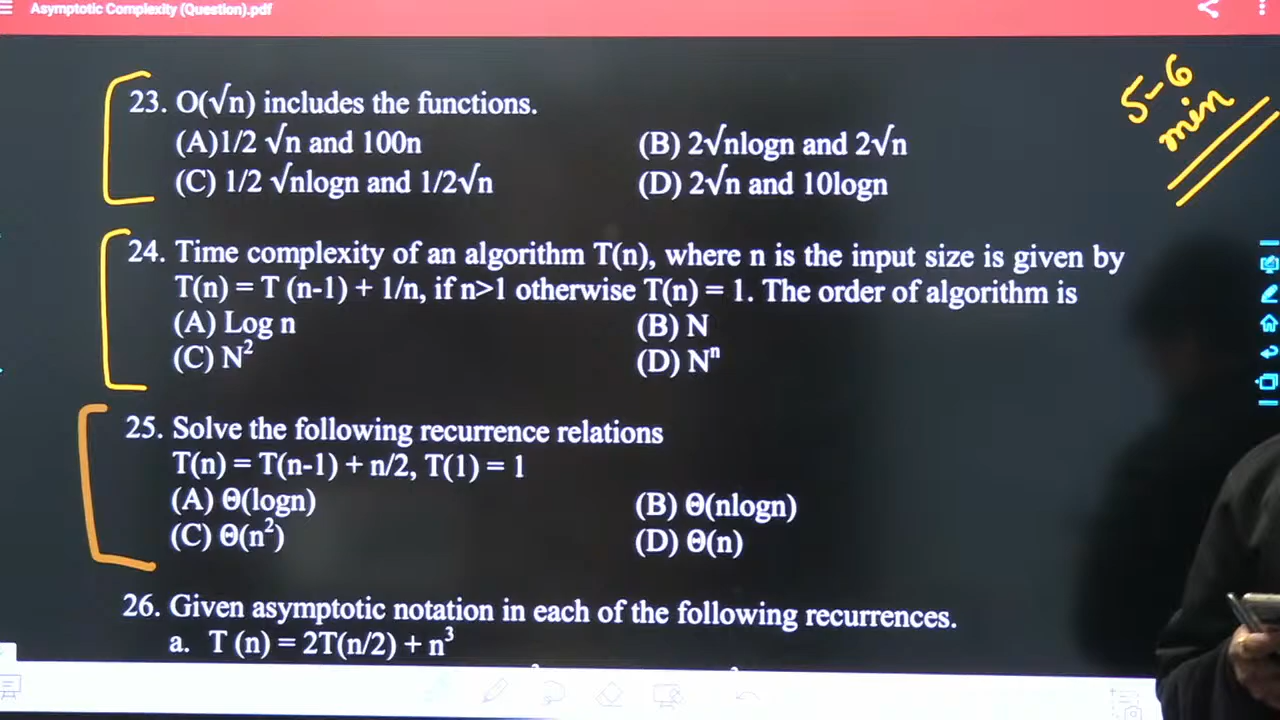 Asymptotic Complexity (Question).pdf
5-6
min
23. O(√n) includes the functions.
(A)1/2 √n and 100n (B) 2√nlogn and 2√n
(C) 1/2 √nlogn and 1/2√n (D) 2√n and 10logn
24. Time complexity of an algorithm T(n), where n is the input size is given by
T(n) = T (n-1) + 1/n, if n>1 otherwise T(n) = 1. The order of algorithm is
(A) Log n (B) N
(C) N² (D) Nⁿ
25. Solve the following recurrence relations
T(n) = T(n-1) + n/2, T(1) = 1
(A) Θ(logn) (B) Θ(nlogn)
(C) Θ(n²) (D) Θ(n)
26. Given asymptotic notation in each of the following recurrences.
a. T (n) = 2T(n/2) + n³